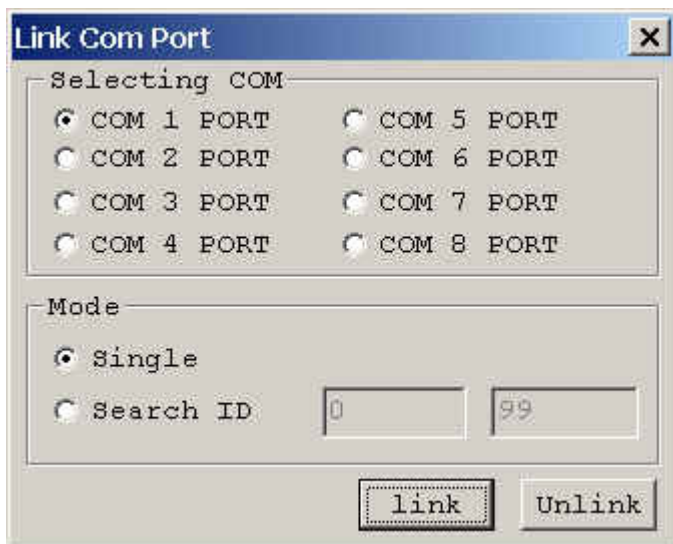 Link Com Port
Selecting COM
COM 1 PORT COM 5 PORT
COM 2 PORT COM 6 PORT
COM 3 PORT COM 7 PORT
COM 4 PORT COM 8 PORT
Mode
Single
Search ID 0 99
link Unlink